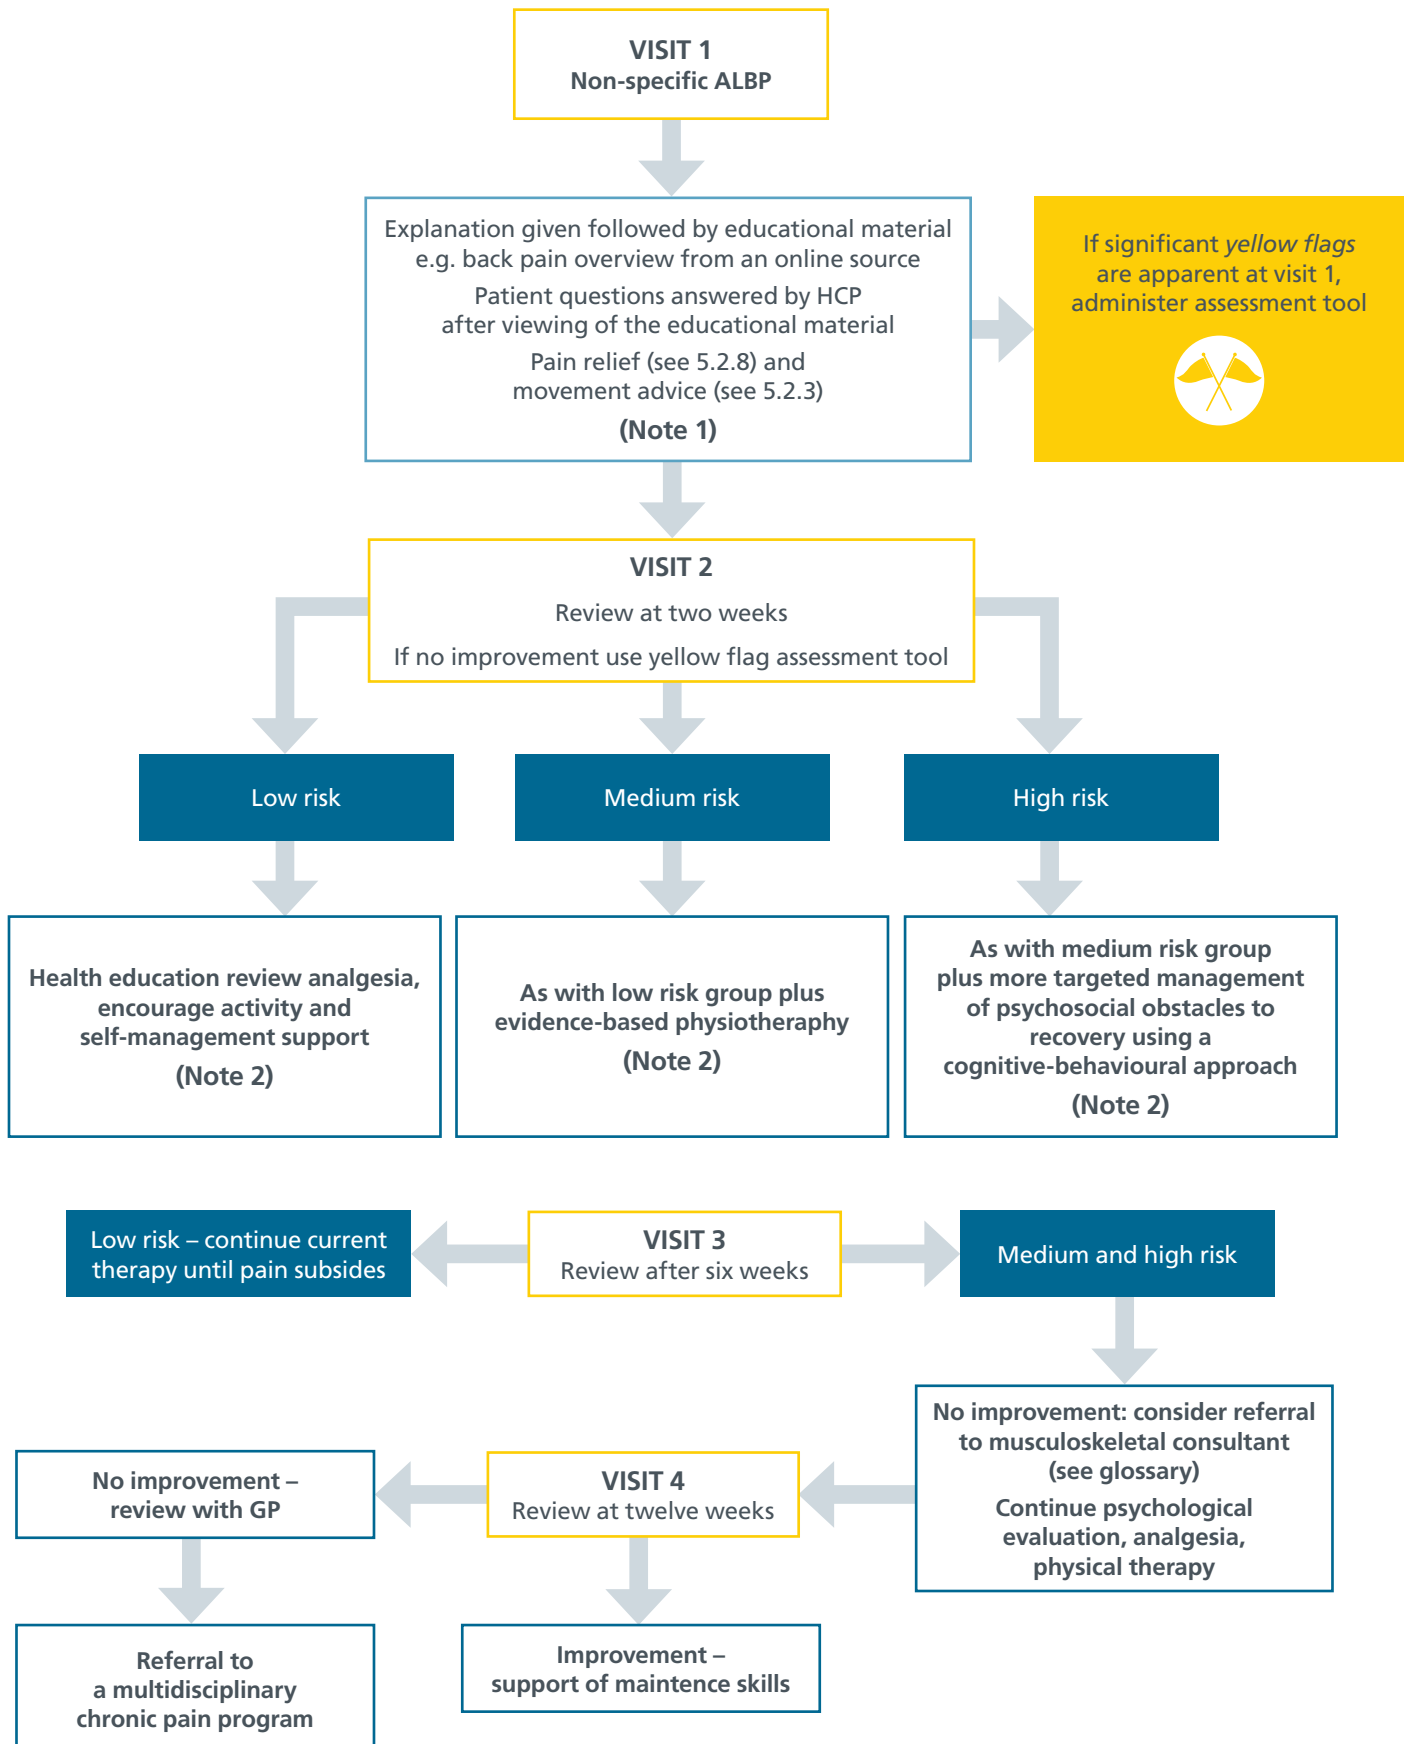 VISIT 1
Non-specific ALBP
Explanation given followed by educational material
e.g. back pain overview from an online source
Patient questions answered by HCP
after viewing of the educational material
Pain relief (see 5.2.8) and
movement advice (see 5.2.3)
(Note 1)
If significant yellow flags
are apparent at visit 1,
administer assessment tool
VISIT 2
Review at two weeks
If no improvement use yellow flag assessment tool
Low risk
Medium risk
High risk
Health education review analgesia,
encourage activity and
self-management support
(Note 2)
As with low risk group plus
evidence-based physiotheraphy
(Note 2)
As with medium risk group
plus more targeted management
of psychosocial obstacles to
recovery using a
cognitive-behavioural approach
(Note 2)
Low risk – continue current
therapy until pain subsides
VISIT 3
Review after six weeks
Medium and high risk
No improvement: consider referral
to musculoskeletal consultant
(see glossary)
Continue psychological
evaluation, analgesia,
physical therapy
VISIT 4
Review at twelve weeks
No improvement –
review with GP
Referral to
a multidisciplinary
chronic pain program
Improvement –
support of maintence skills